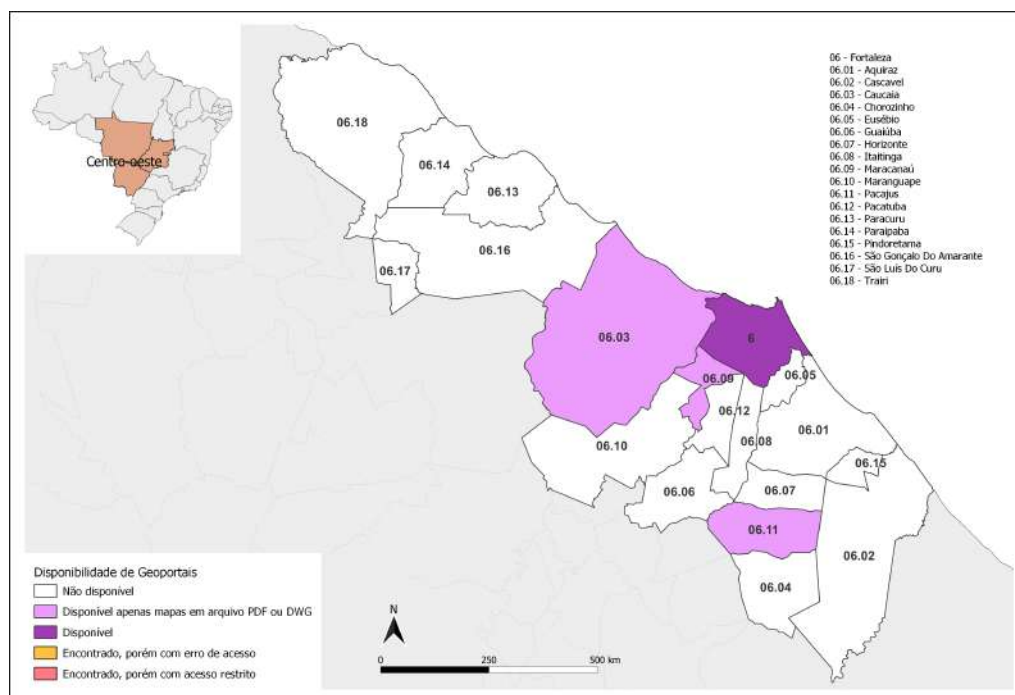 Centro-oeste
06 - Fortaleza
06.01 - Aquiraz
06.02 - Cascavel
06.03 - Caucaia
06.04 - Chorozinho
06.05 - Eusébio
06.06 - Guaiúba
06.07 - Horizonte
06.08 - Itaitinga
06.09 - Maracanaú
06.10 - Maranguape
06.11 - Pacajus
06.12 - Pacatuba
06.13 - Paracuru
06.14 - Paraipaba
06.15 - Pindoretama
06.16 - São Gonçalo Do Amarante
06.17 - São Luís Do Curu
06.18 - Trairi
06.18
06.14
06.13
06.16
06.17
06.03
6
06.09
06.05
06.12
06.10
06.08
06.01
06.15
06.06
06.07
06.11
06.02
06.04
Disponibilidade de Geoportais
Não disponível
Disponível apenas mapas em arquivo PDF ou DWG
Disponível
Encontrado, porém com erro de acesso
Encontrado, porém com acesso restrito
N
0 250 500 km